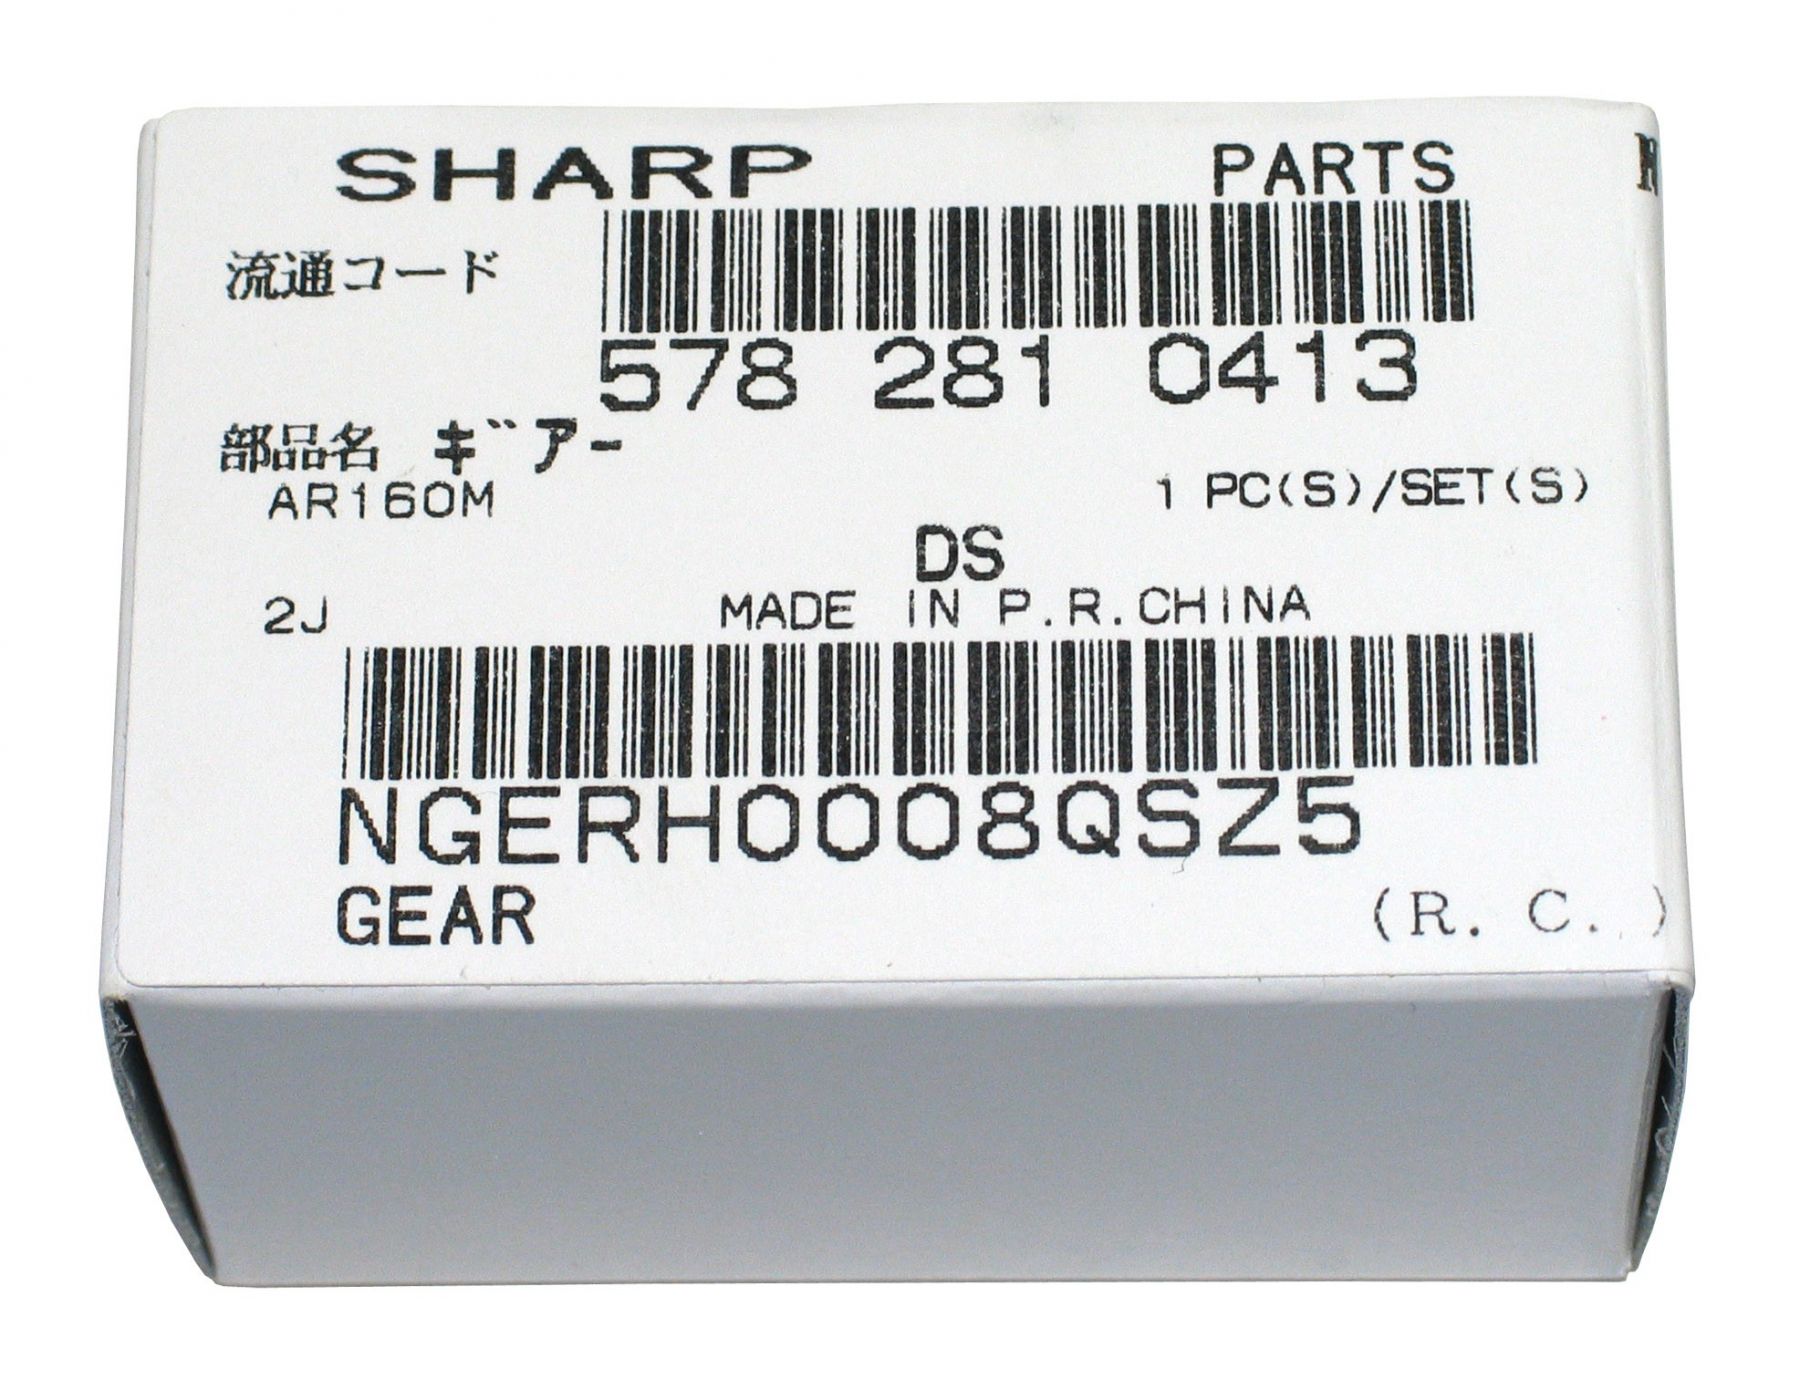 SHARP PARTS
流通コード
578 281 0413
部品名 ギアー
AR160M 1 PC(S)/SET(S)
DS
2J MADE IN P.R.CHINA
NGERH0008QSZ5
GEAR (R. C. )